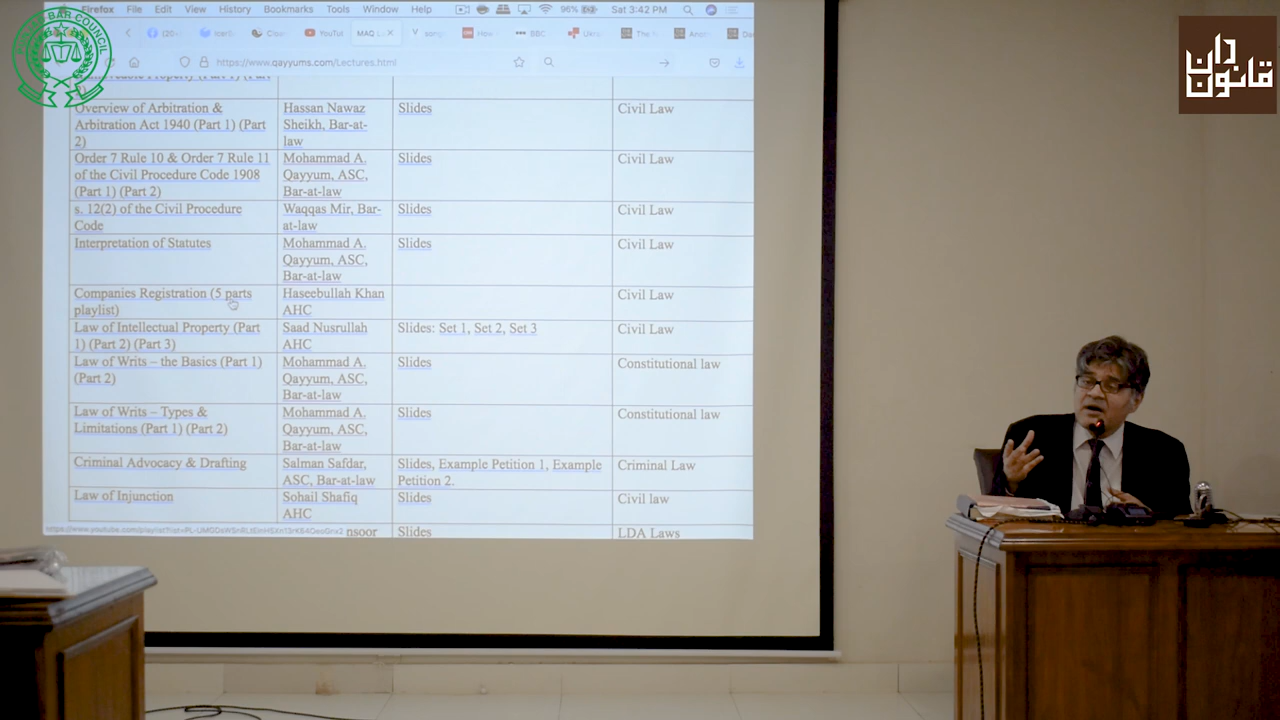 Firefox File Edit View History Bookmarks Tools Window Help 96% Sat 3:42 PM
YouTul MAQ L BBC Ukr
https://www.qayyums.com/Lectures.html
PUNJAB BAR COUNCIL
قانون دان
Overview of Arbitration & Arbitration Act 1940 (Part 1) (Part 2) Hassan Nawaz Sheikh, Bar-at-law Slides Civil Law
Order 7 Rule 10 & Order 7 Rule 11 of the Civil Procedure Code 1908 (Part 1) (Part 2) Mohammad A. Qayyum, ASC, Bar-at-law Slides Civil Law
s. 12(2) of the Civil Procedure Code Waqqas Mir, Bar-at-law Slides Civil Law
Interpretation of Statutes Mohammad A. Qayyum, ASC, Bar-at-law Slides Civil Law
Companies Registration (5 parts playlist) Haseebullah Khan AHC Civil Law
Law of Intellectual Property (Part 1) (Part 2) (Part 3) Saad Nusrullah AHC Slides: Set 1, Set 2, Set 3 Civil Law
Law of Writs – the Basics (Part 1) (Part 2) Mohammad A. Qayyum, ASC, Bar-at-law Slides Constitutional law
Law of Writs – Types & Limitations (Part 1) (Part 2) Mohammad A. Qayyum, ASC, Bar-at-law Slides Constitutional law
Criminal Advocacy & Drafting Salman Safdar, ASC, Bar-at-law Slides, Example Petition 1, Example Petition 2. Criminal Law
Law of Injunction Sohail Shafiq AHC Slides Civil law
nsoor Slides LDA Laws